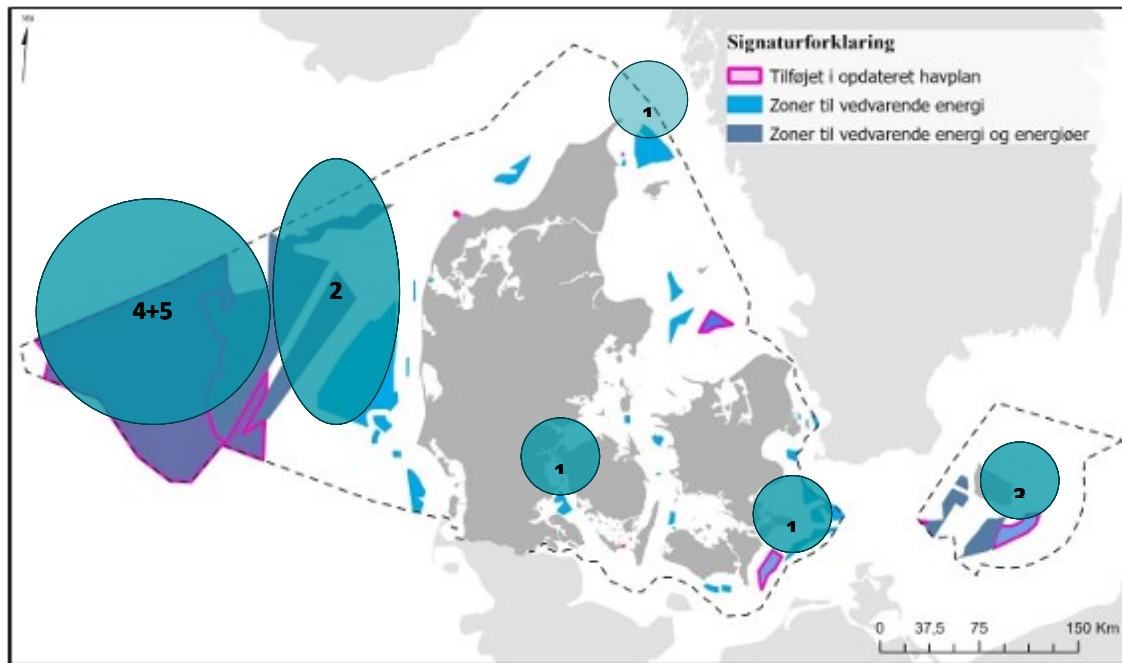 Signaturforklaring
Tilføjet i opdateret havplan
Zoner til vedvarende energi
Zoner til vedvarende energi og energiøer
1
4+5
2
1
1
0 37,5 75 150 Km